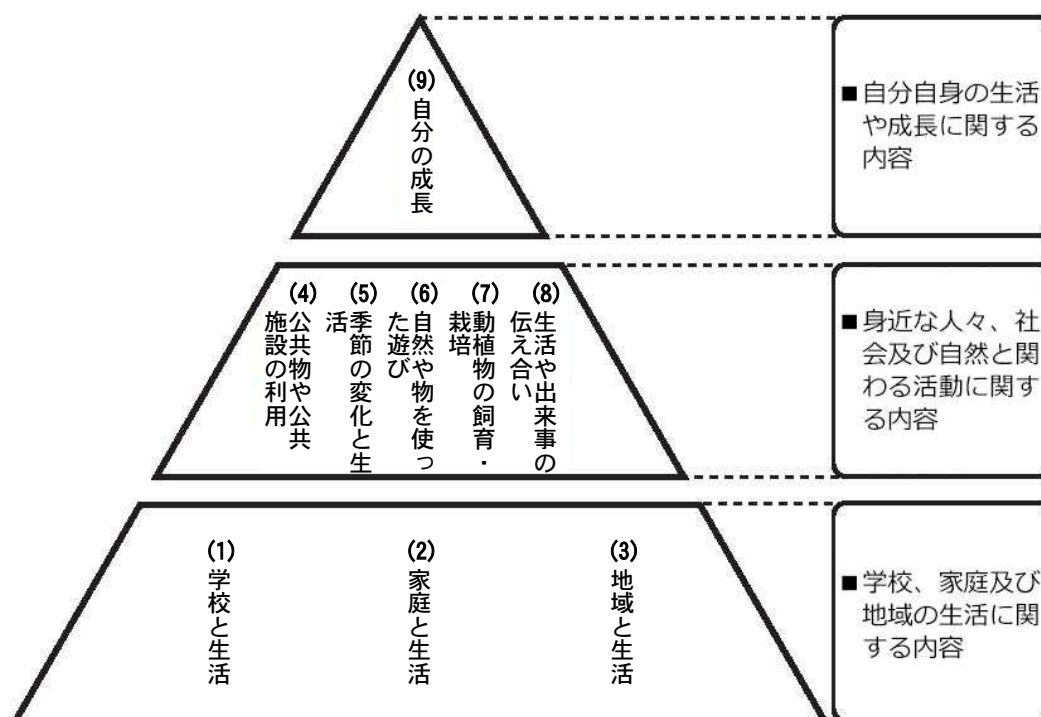 (9)
自分の成長
■自分自身の生活
や成長に関する
内容
(4)
公共物や公共
施設の利用
(5)
季節の変化と生
活
(6)
自然や物を使っ
た遊び
(7)
動植物の飼育・
栽培
(8)
生活や出来事の
伝え合い
■身近な人々、社
会及び自然と関
わる活動に関す
る内容
(1)
学校と生活
(2)
家庭と生活
(3)
地域と生活
■学校、家庭及び
地域の生活に関
する内容